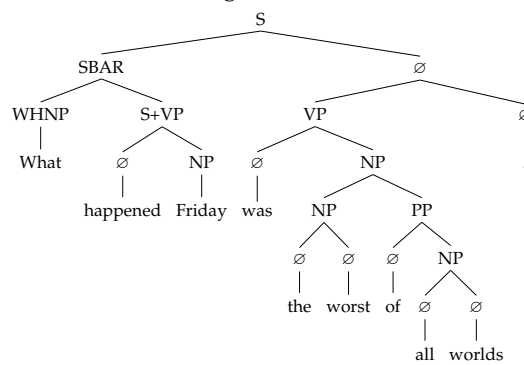 S
SBAR ∅
WHNP S+VP VP ∅
What ∅ NP ∅ NP
happened Friday was NP PP
∅ ∅ ∅ NP
the worst of ∅ ∅
all worlds